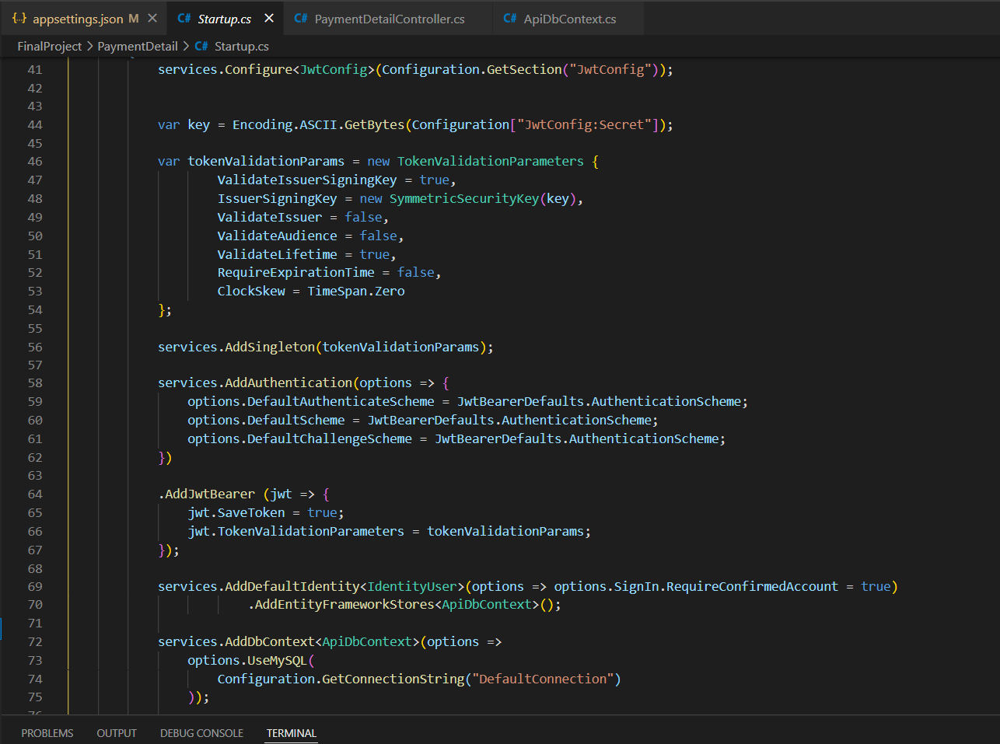 {..} appsettings.json M × C# Startup.cs × C# PaymentDetailController.cs C# ApiDbContext.cs
FinalProject > PaymentDetail > C# Startup.cs
41 services.Configure<JwtConfig>(Configuration.GetSection("JwtConfig"));
42
43
44 var key = Encoding.ASCII.GetBytes(Configuration["JwtConfig:Secret"]);
45
46 var tokenValidationParams = new TokenValidationParameters {
47 ValidateIssuerSigningKey = true,
48 IssuerSigningKey = new SymmetricSecurityKey(key),
49 ValidateIssuer = false,
50 ValidateAudience = false,
51 ValidateLifetime = true,
52 RequireExpirationTime = false,
53 ClockSkew = TimeSpan.Zero
54 };
55
56 services.AddSingleton(tokenValidationParams);
57
58 services.AddAuthentication(options => {
59 options.DefaultAuthenticateScheme = JwtBearerDefaults.AuthenticationScheme;
60 options.DefaultScheme = JwtBearerDefaults.AuthenticationScheme;
61 options.DefaultChallengeScheme = JwtBearerDefaults.AuthenticationScheme;
62 })
63
64 .AddJwtBearer (jwt => {
65 jwt.SaveToken = true;
66 jwt.TokenValidationParameters = tokenValidationParams;
67 });
68
69 services.AddDefaultIdentity<IdentityUser>(options => options.SignIn.RequireConfirmedAccount = true)
70 .AddEntityFrameworkStores<ApiDbContext>();
71
72 services.AddDbContext<ApiDbContext>(options =>
73 options.UseMySQL(
74 Configuration.GetConnectionString("DefaultConnection")
75 ));
76
PROBLEMS OUTPUT DEBUG CONSOLE TERMINAL